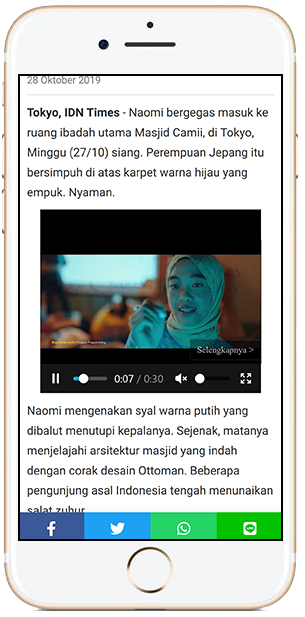 28 Oktober 2019
Tokyo, IDN Times - Naomi bergegas masuk ke
ruang ibadah utama Masjid Camii, di Tokyo,
Minggu (27/10) siang. Perempuan Jepang itu
bersimpuh di atas karpet warna hijau yang
empuk. Nyaman.
Selengkapnya >
0:07 / 0:30
Naomi mengenakan syal warna putih yang
dibalut menutupi kepalanya. Sejenak, matanya
menjelajahi arsitektur masjid yang indah
dengan corak desain Ottoman. Beberapa
pengunjung asal Indonesia tengah menunaikan
salat zuhur